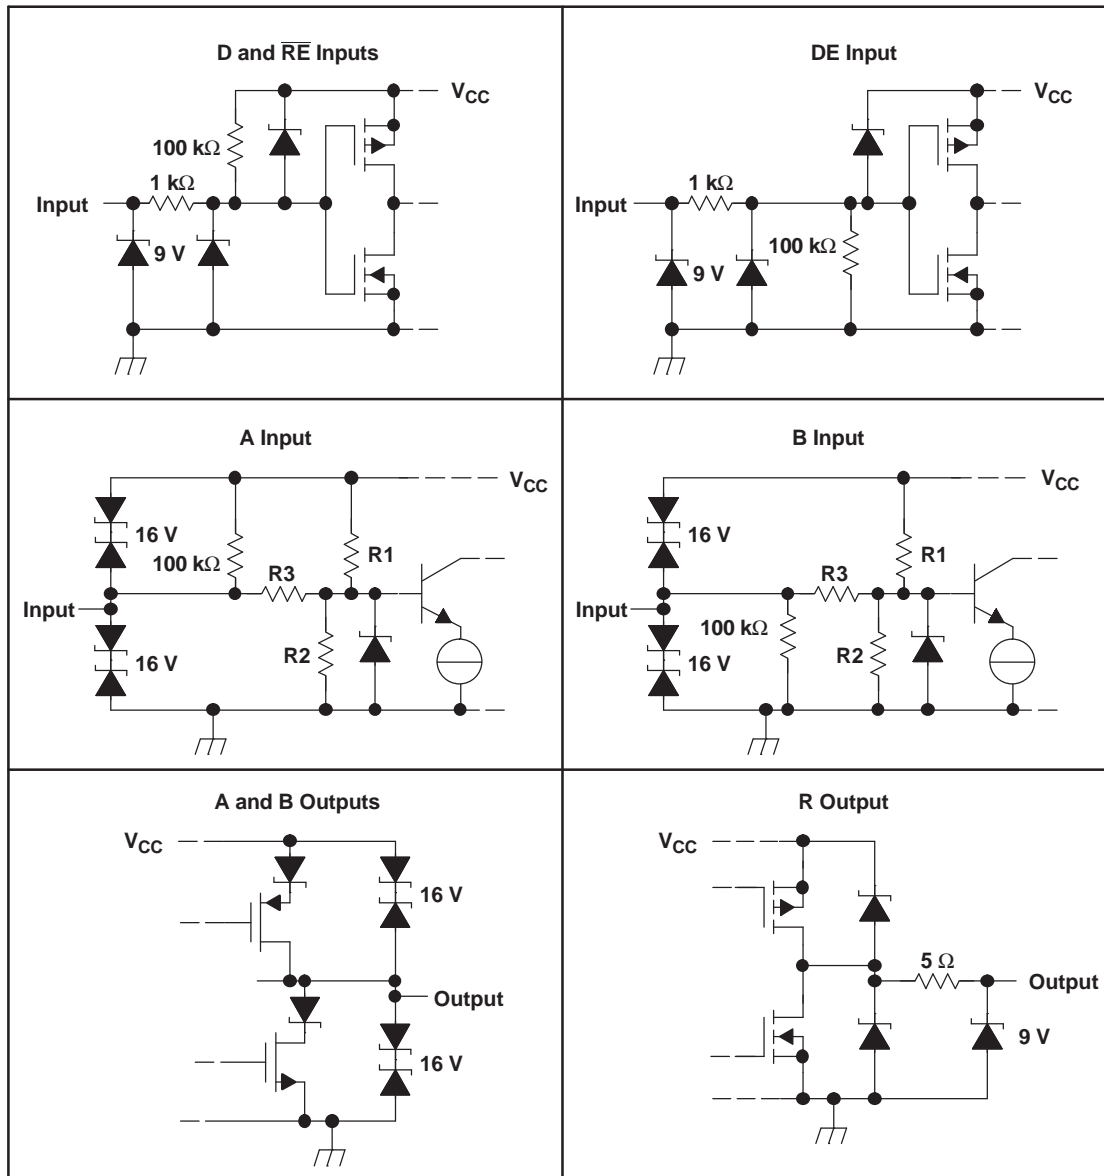 D and R̅E̅ Inputs
V_CC
100 kΩ
1 kΩ
Input
9 V
DE Input
V_CC
1 kΩ
Input
100 kΩ
9 V
A Input
V_CC
16 V
100 kΩ
R1
R3
Input
R2
16 V
B Input
V_CC
16 V
R1
R3
Input
100 kΩ
R2
16 V
A and B Outputs
V_CC
16 V
Output
16 V
R Output
V_CC
5 Ω
Output
9 V